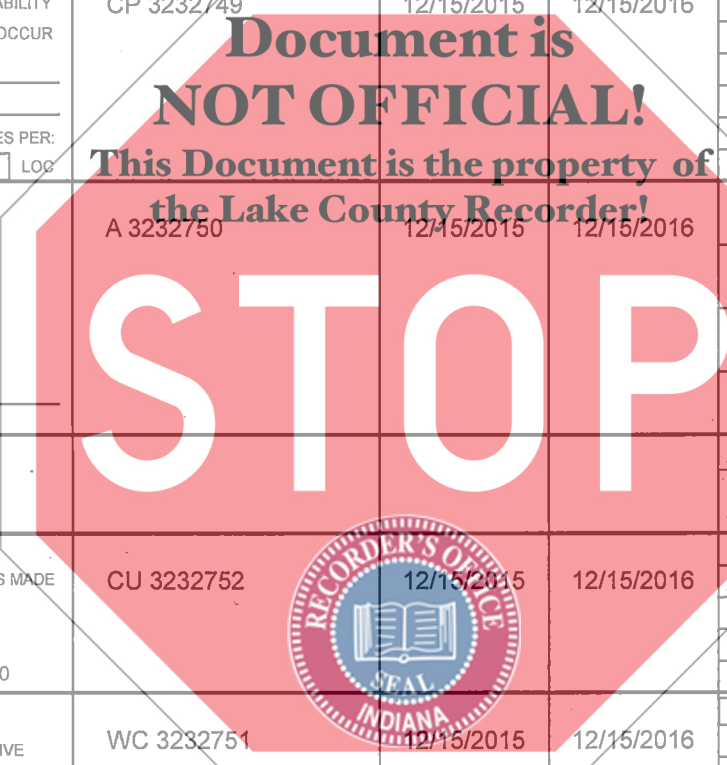 ABILITY CP 3232749 12/15/2015 12/15/2016
OCCUR
Document is
NOT OFFICIAL!
ES PER:
LOC
This Document is the property of
the Lake County Recorder!
A 3232750 12/15/2015 12/15/2016
STOP
RECORDER'S OFFICE
SEAL
INDIANA
S MADE CU 3232752 12/15/2015 12/15/2016
0
IVE WC 3232751 12/15/2015 12/15/2016